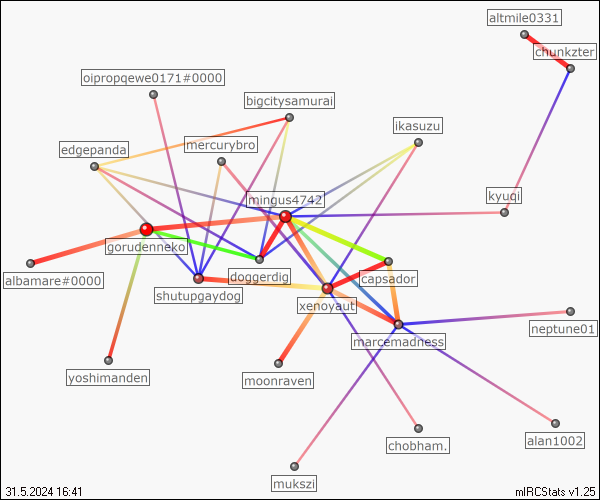 altmile0331
chunkzter
oipropqewe0171#0000
bigcitysamurai
ikasuzu
mercurybro
edgepanda
mingus4742
kyuqi
gorudenneko
doggerdig
capsador
albamare#0000
shutupgaydog
xenoyaut
neptune01
marcemadness
yoshimanden
moonraven
chobham.
alan1002
mukszi
31.5.2024 16:41
mIRCStats v1.25